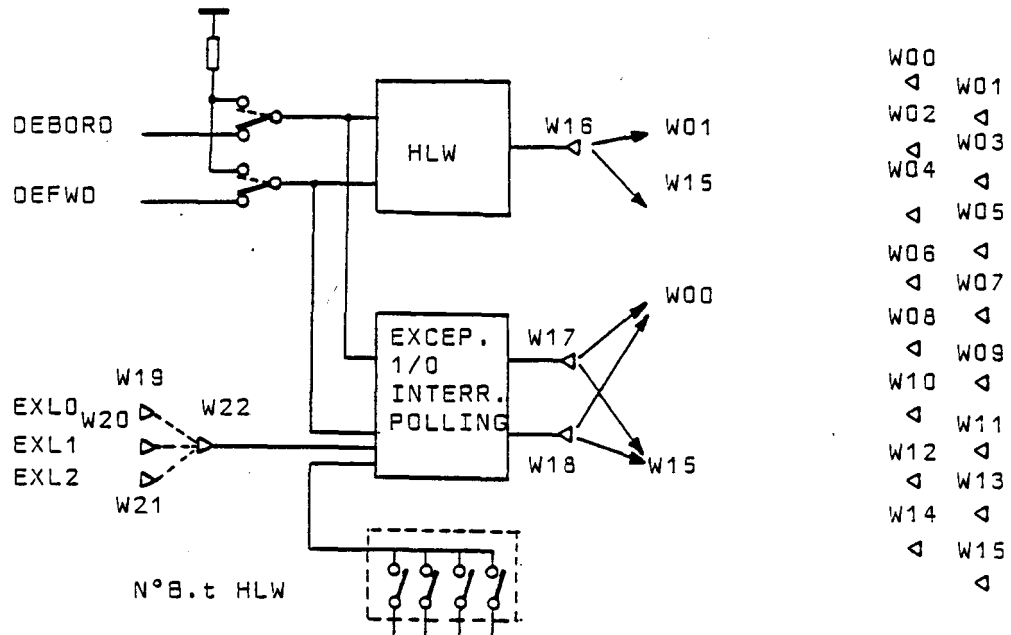 W00
W01
DEBORD
HLW
W16
W01
W02
W03
DEFWD
W15
W04
W05
W06
W00
W07
EXCEP.
1/0
INTERR.
POLLING
W17
W08
W09
W19
EXL0
W20
W22
W10
EXL1
W11
EXL2
W18
W15
W12
W21
W13
W14
W15
N°8.t HLW